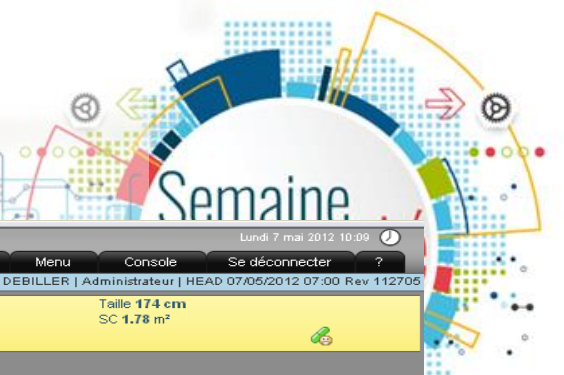 Semaine
Lundi 7 mai 2012 10:09
Menu Console Se déconnecter ?
DEBILLER | Administrateur | HEAD 07/05/2012 07:00 Rev 112705
Taille 174 cm
SC 1.78 m²